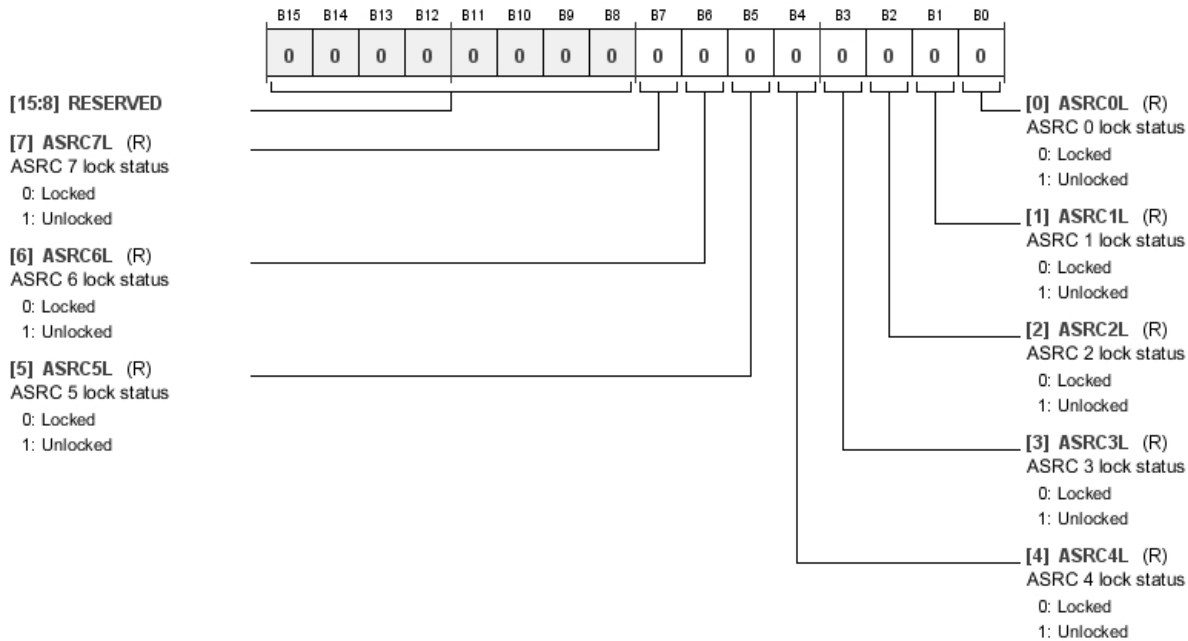 B15 B14 B13 B12 B11 B10 B9 B8 B7 B6 B5 B4 B3 B2 B1 B0
0 0 0 0 0 0 0 0 0 0 0 0 0 0 0 0
[15:8] RESERVED
[7] ASRC7L (R)
ASRC 7 lock status
0: Locked
1: Unlocked
[6] ASRC6L (R)
ASRC 6 lock status
0: Locked
1: Unlocked
[5] ASRC5L (R)
ASRC 5 lock status
0: Locked
1: Unlocked
[0] ASRC0L (R)
ASRC 0 lock status
0: Locked
1: Unlocked
[1] ASRC1L (R)
ASRC 1 lock status
0: Locked
1: Unlocked
[2] ASRC2L (R)
ASRC 2 lock status
0: Locked
1: Unlocked
[3] ASRC3L (R)
ASRC 3 lock status
0: Locked
1: Unlocked
[4] ASRC4L (R)
ASRC 4 lock status
0: Locked
1: Unlocked